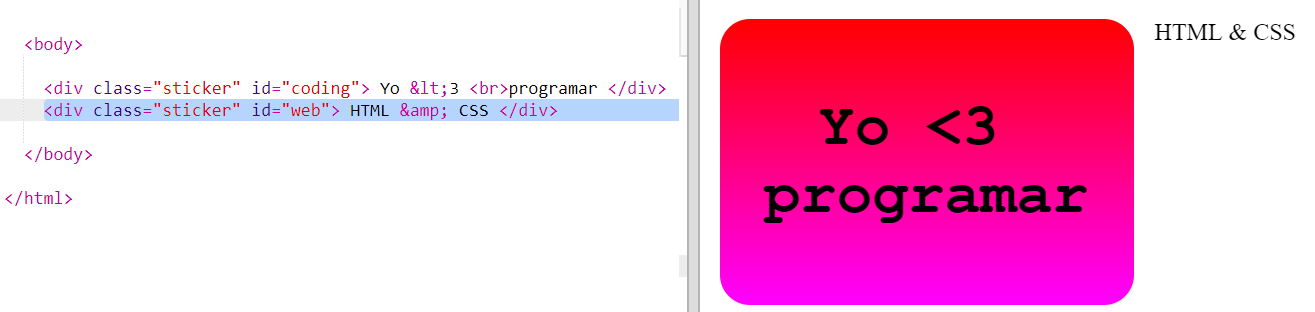 <body>
<div class="sticker" id="coding"> Yo &lt;3 <br>programar </div>
<div class="sticker" id="web"> HTML &amp; CSS </div>
</body>
</html>
Yo <3
programar
HTML & CSS